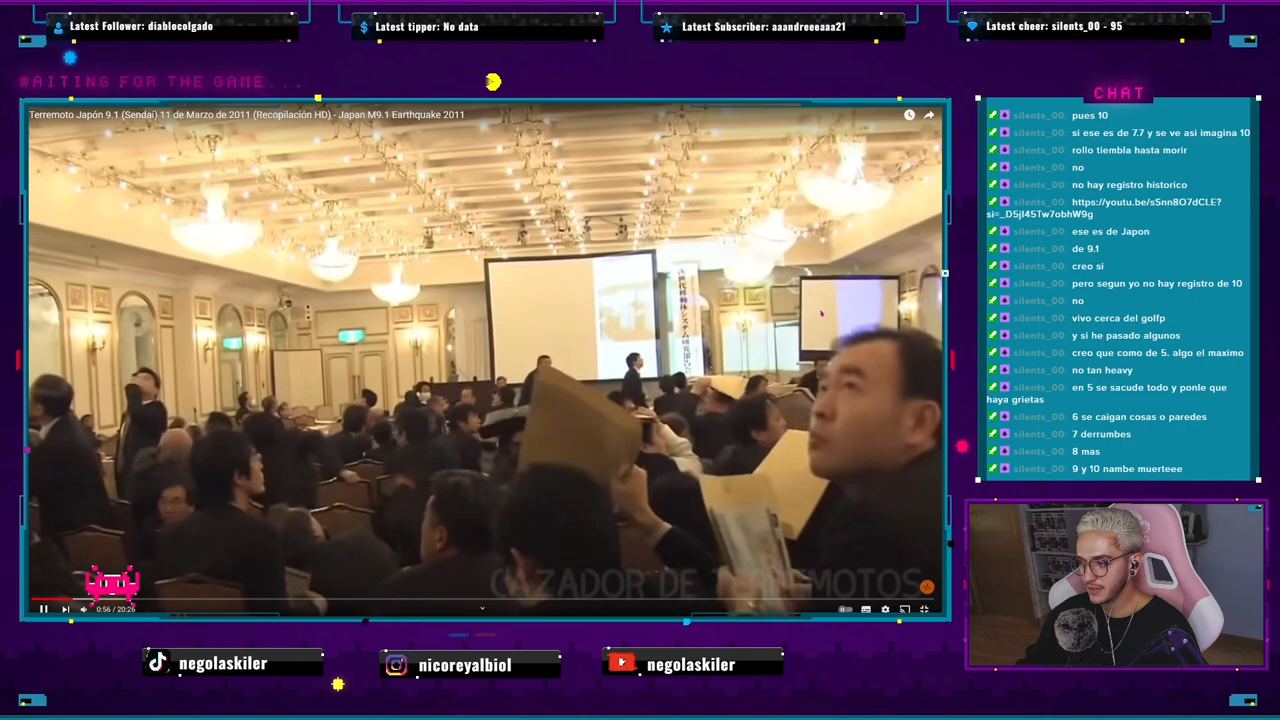 Latest Follower: diablocolgado
Latest tipper: No data
Latest Subscriber: aaandreeeaaa21
Latest cheer: silents_00 - 95
WAITING FOR THE GAME...
Terremoto Japón 9.1 (Sendai) 11 de Marzo de 2011 (Recopilación HD) - Japan M9.1 Earthquake 2011
CAZADOR DE TERREMOTOS
0:56 / 20:26
CHAT
silents_00: pues 10
silents_00: si ese es de 7.7 y se ve asi imagina 10
silents_00: rollo tiembla hasta morir
silents_00: no
silents_00: no hay registro historico
silents_00: https://youtu.be/sSnn8O7dCLE?
si=_D5jI45Tw7obhW9g
silents_00: ese es de Japon
silents_00: de 9.1
silents_00: creo si
silents_00: pero segun yo no hay registro de 10
silents_00: no
silents_00: vivo cerca del golfp
silents_00: y si he pasado algunos
silents_00: creo que como de 5. algo el maximo
silents_00: no tan heavy
silents_00: en 5 se sacude todo y ponle que
haya grietas
silents_00: 6 se caigan cosas o paredes
silents_00: 7 derrumbes
silents_00: 8 mas
silents_00: 9 y 10 nambe muerteee
negolaskiler
nicoreyalbiol
negolaskiler